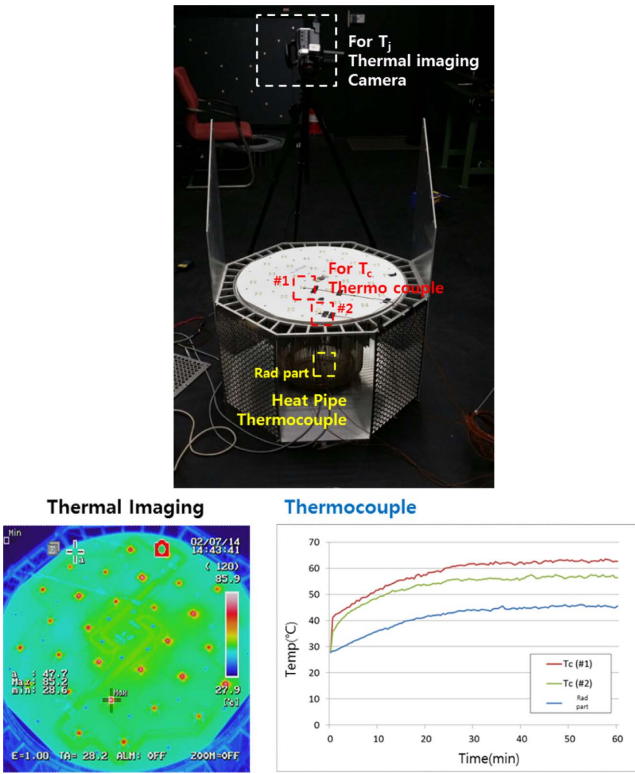 For Tj
Thermal imaging
Camera
For Tc
#1
Thermo couple
#2
Rad part
Heat Pipe
Thermocouple
Thermal Imaging
Thermocouple
Min
02/07/14
14:43:41
a
( 120)
85.9
a : 47.7
Max: 85.2
min: 28.6
Max
27.9
[℃]
E=1.00 TA= 28.2 ALM: OFF ZOOM=OFF
70
60
50
40
30
20
10
0
Temp(℃)
Tc (#1)
Tc (#2)
Rad
part
0 10 20 30 40 50 60
Time(min)